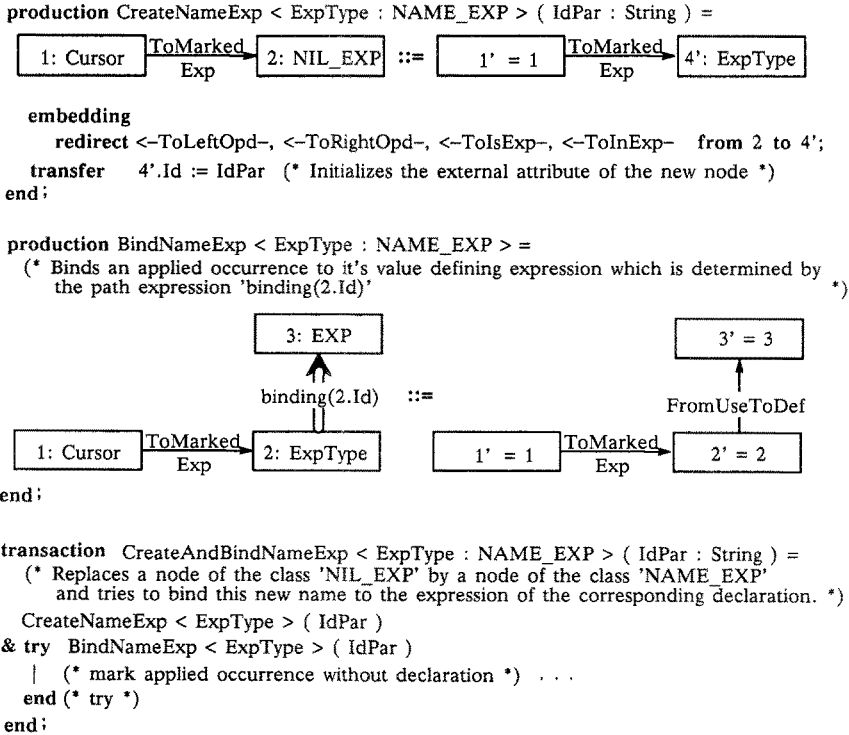 production CreateNameExp < ExpType : NAME_EXP > ( IdPar : String ) =
1: Cursor ToMarked Exp 2: NIL_EXP ::= 1' = 1 ToMarked Exp 4': ExpType
embedding
redirect <-ToLeftOpd-, <-ToRightOpd-, <-ToIsExp-, <-ToInExp- from 2 to 4';
transfer 4'.Id := IdPar (* Initializes the external attribute of the new node *)
end;
production BindNameExp < ExpType : NAME_EXP > =
(* Binds an applied occurrence to it's value defining expression which is determined by
the path expression 'binding(2.Id)' *)
3: EXP 3' = 3
binding(2.Id) ::= FromUseToDef
1: Cursor ToMarked Exp 2: ExpType 1' = 1 ToMarked Exp 2' = 2
end;
transaction CreateAndBindNameExp < ExpType : NAME_EXP > ( IdPar : String ) =
(* Replaces a node of the class 'NIL_EXP' by a node of the class 'NAME_EXP'
and tries to bind this new name to the expression of the corresponding declaration. *)
CreateNameExp < ExpType > ( IdPar )
& try BindNameExp < ExpType > ( IdPar )
| (* mark applied occurrence without declaration *) . . .
end (* try *)
end;